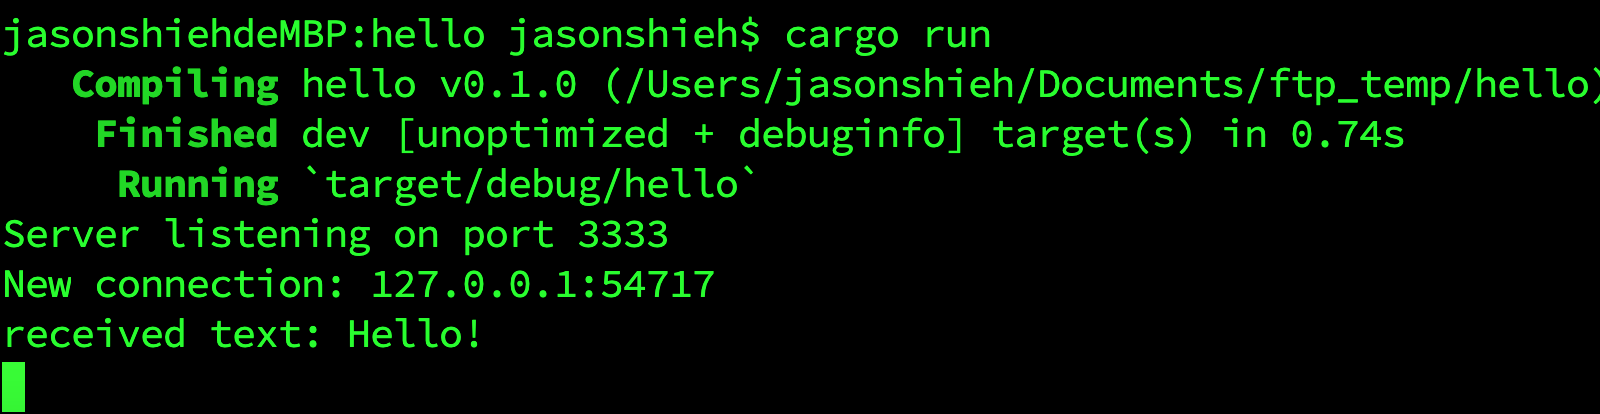 jasonshiehdeMBP:hello jasonshieh$ cargo run
Compiling hello v0.1.0 (/Users/jasonshieh/Documents/ftp_temp/hello)
Finished dev [unoptimized + debuginfo] target(s) in 0.74s
Running `target/debug/hello`
Server listening on port 3333
New connection: 127.0.0.1:54717
received text: Hello!